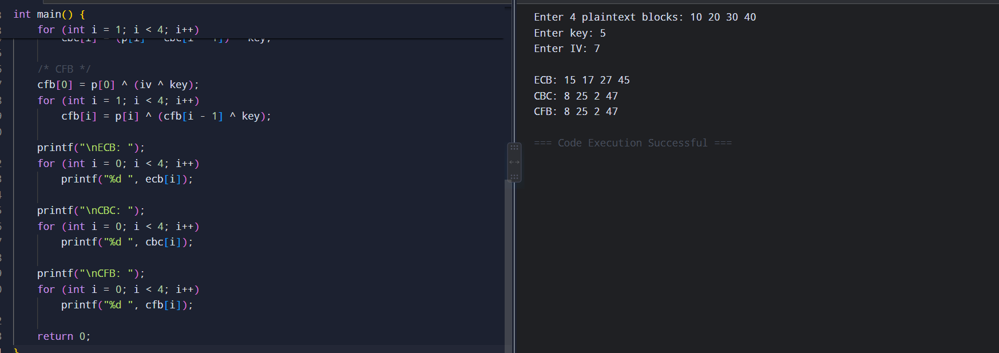 int main() {
for (int i = 1; i < 4; i++)
cbc[i] = (p[i] ^ cbc[i - 1]) ^ key;
/* CFB */
cfb[0] = p[0] ^ (iv ^ key);
for (int i = 1; i < 4; i++)
cfb[i] = p[i] ^ (cfb[i - 1] ^ key);
printf("\nECB: ");
for (int i = 0; i < 4; i++)
printf("%d ", ecb[i]);
printf("\nCBC: ");
for (int i = 0; i < 4; i++)
printf("%d ", cbc[i]);
printf("\nCFB: ");
for (int i = 0; i < 4; i++)
printf("%d ", cfb[i]);
return 0;
}
Enter 4 plaintext blocks: 10 20 30 40
Enter key: 5
Enter IV: 7
ECB: 15 17 27 45
CBC: 8 25 2 47
CFB: 8 25 2 47
=== Code Execution Successful ===